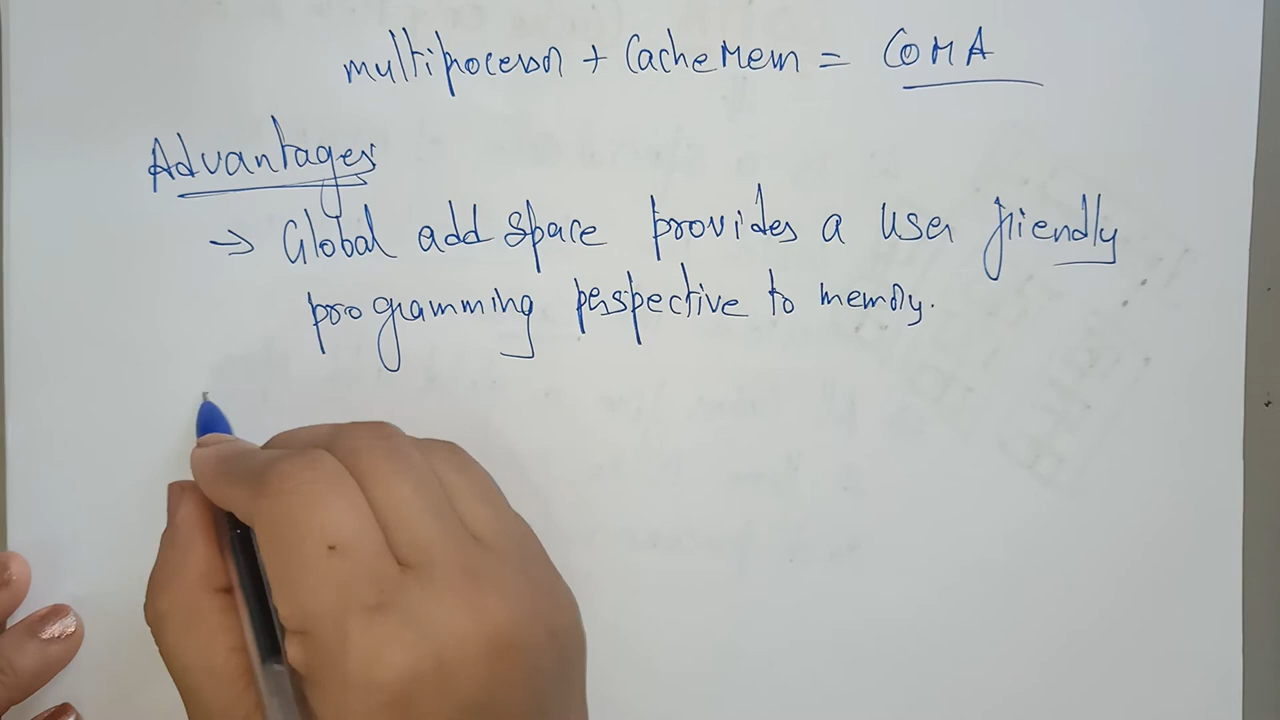 multiprocessor + Cache Mem = COMA
Advantages
→ Global add space provides a user friendly
programming perspective to memory.